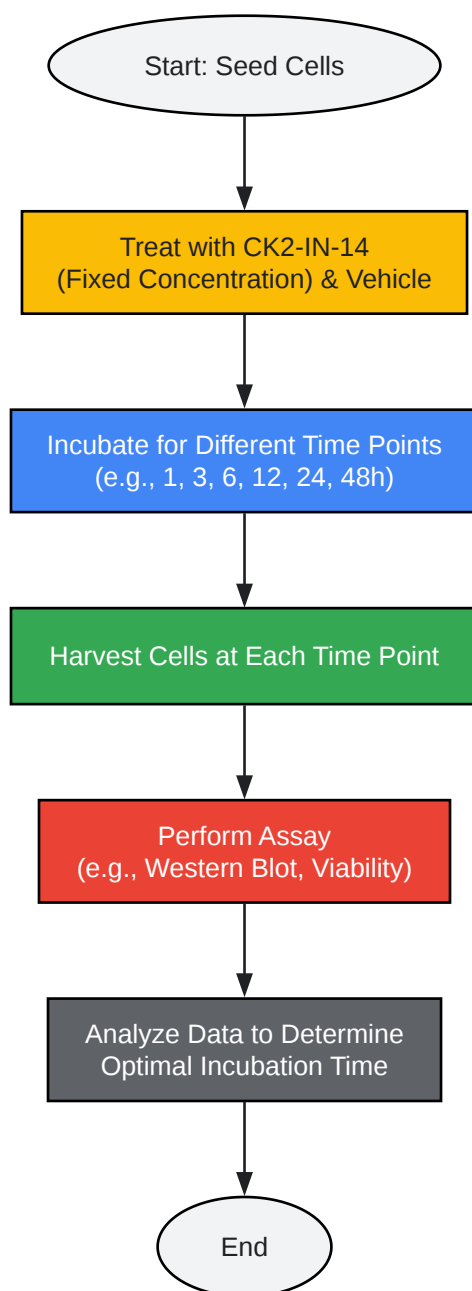 Start: Seed Cells
Treat with CK2-IN-14
(Fixed Concentration) & Vehicle
Incubate for Different Time Points
(e.g., 1, 3, 6, 12, 24, 48h)
Harvest Cells at Each Time Point
Perform Assay
(e.g., Western Blot, Viability)
Analyze Data to Determine
Optimal Incubation Time
End